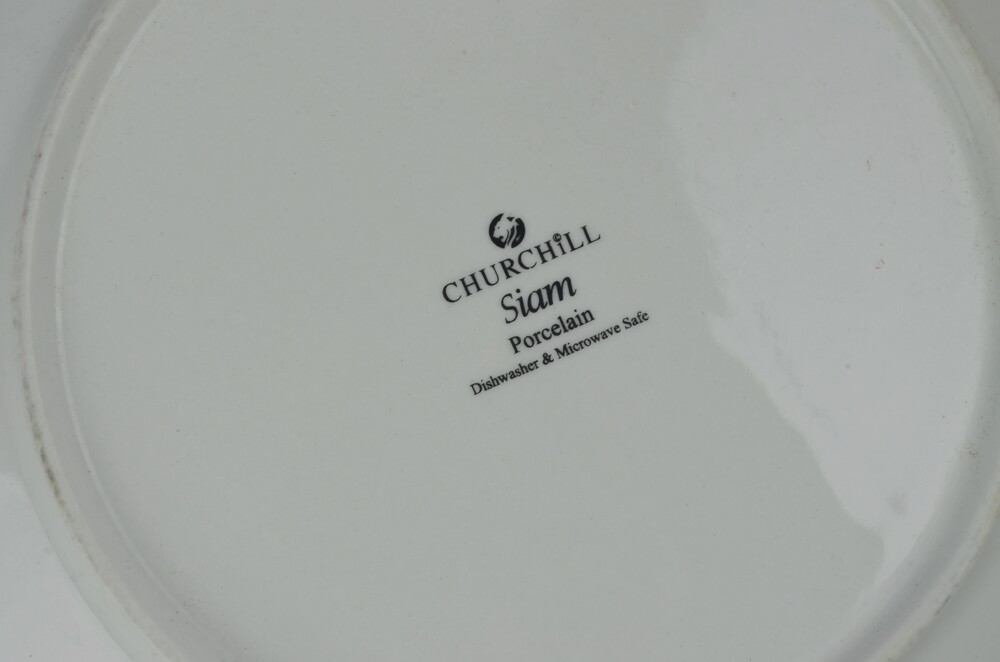 CHURCHiLL©
Siam
Porcelain
Dishwasher & Microwave Safe